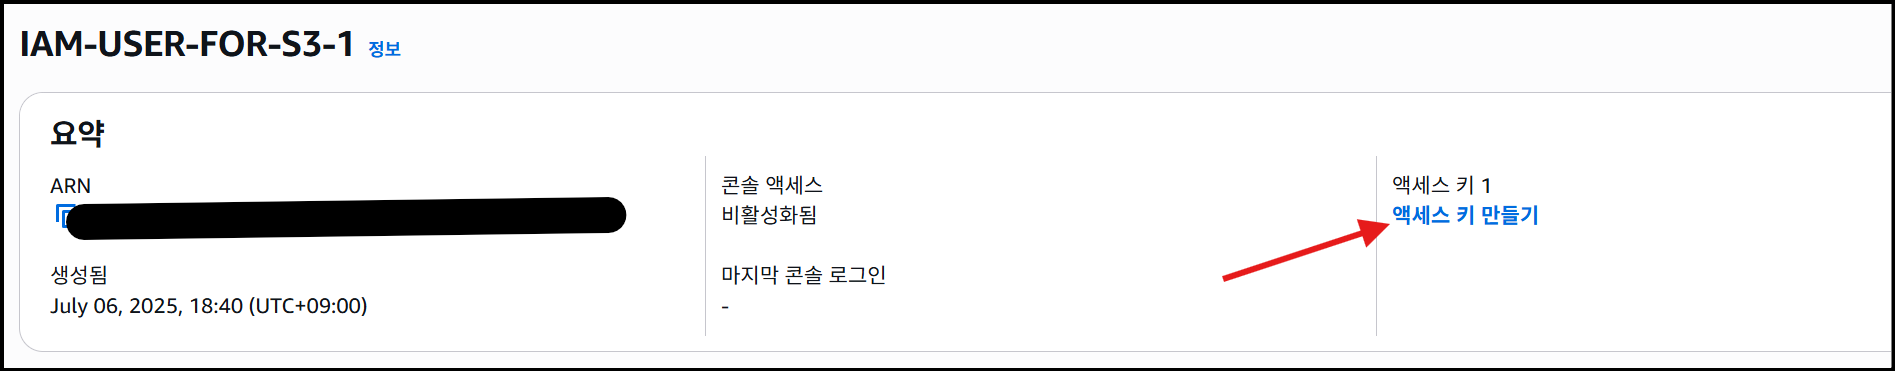 IAM-USER-FOR-S3-1 정보
요약
ARN
생성됨
July 06, 2025, 18:40 (UTC+09:00)
콘솔 액세스
비활성화됨
마지막 콘솔 로그인
-
액세스 키 1
액세스 키 만들기